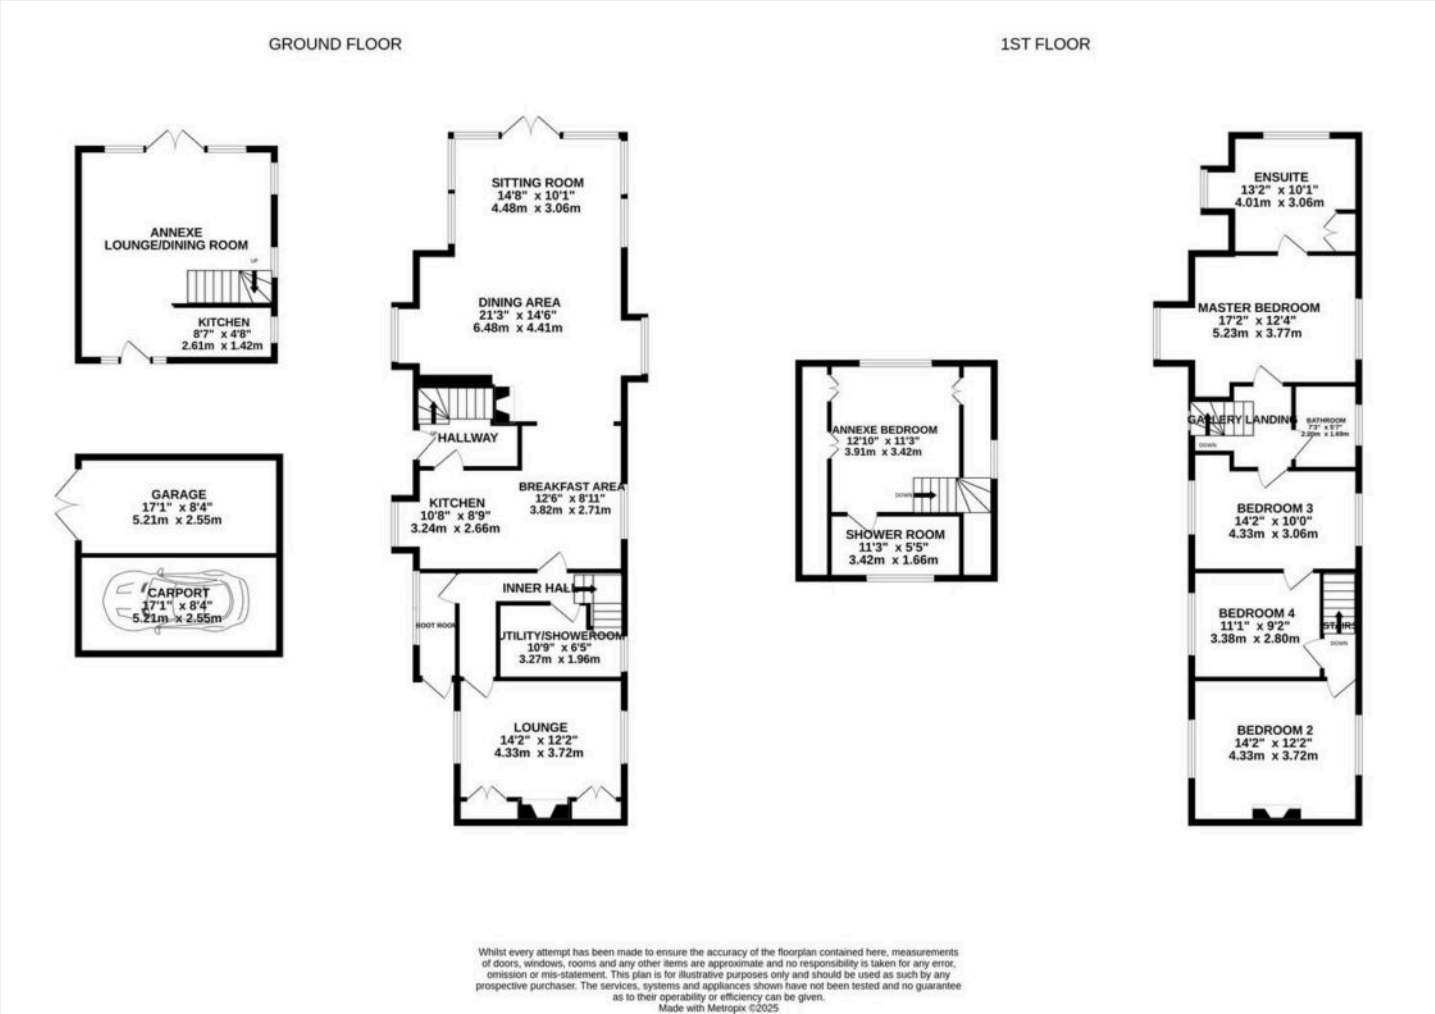 GROUND FLOOR
1ST FLOOR
ANNEXE
LOUNGE/DINING ROOM
UP
KITCHEN
8'7" x 4'8"
2.61m x 1.42m
GARAGE
17'1" x 8'4"
5.21m x 2.55m
CARPORT
17'1" x 8'4"
5.21m x 2.55m
SITTING ROOM
14'8" x 10'1"
4.48m x 3.06m
DINING AREA
21'3" x 14'6"
6.48m x 4.41m
UP
HALLWAY
KITCHEN
10'8" x 8'9"
3.24m x 2.66m
BREAKFAST AREA
12'6" x 8'11"
3.82m x 2.71m
INNER HALL
BOOT ROOM
UTILITY/SHOWEROOM
10'9" x 6'5"
3.27m x 1.96m
LOUNGE
14'2" x 12'2"
4.33m x 3.72m
ANNEXE BEDROOM
12'10" x 11'3"
3.91m x 3.42m
DOWN
SHOWER ROOM
11'3" x 5'5"
3.42m x 1.66m
ENSUITE
13'2" x 10'1"
4.01m x 3.06m
MASTER BEDROOM
17'2" x 12'4"
5.23m x 3.77m
GALLERY LANDING
DOWN
BATHROOM
7'3" x 5'7"
2.20m x 1.69m
BEDROOM 3
14'2" x 10'0"
4.33m x 3.06m
BEDROOM 4
11'1" x 9'2"
3.38m x 2.80m
STAIRS
DOWN
BEDROOM 2
14'2" x 12'2"
4.33m x 3.72m
Whilst every attempt has been made to ensure the accuracy of the floorplan contained here, measurements
of doors, windows, rooms and any other items are approximate and no responsibility is taken for any error,
omission or mis-statement. This plan is for illustrative purposes only and should be used as such by any
prospective purchaser. The services, systems and appliances shown have not been tested and no guarantee
as to their operability or efficiency can be given.
Made with Metropix ©2025